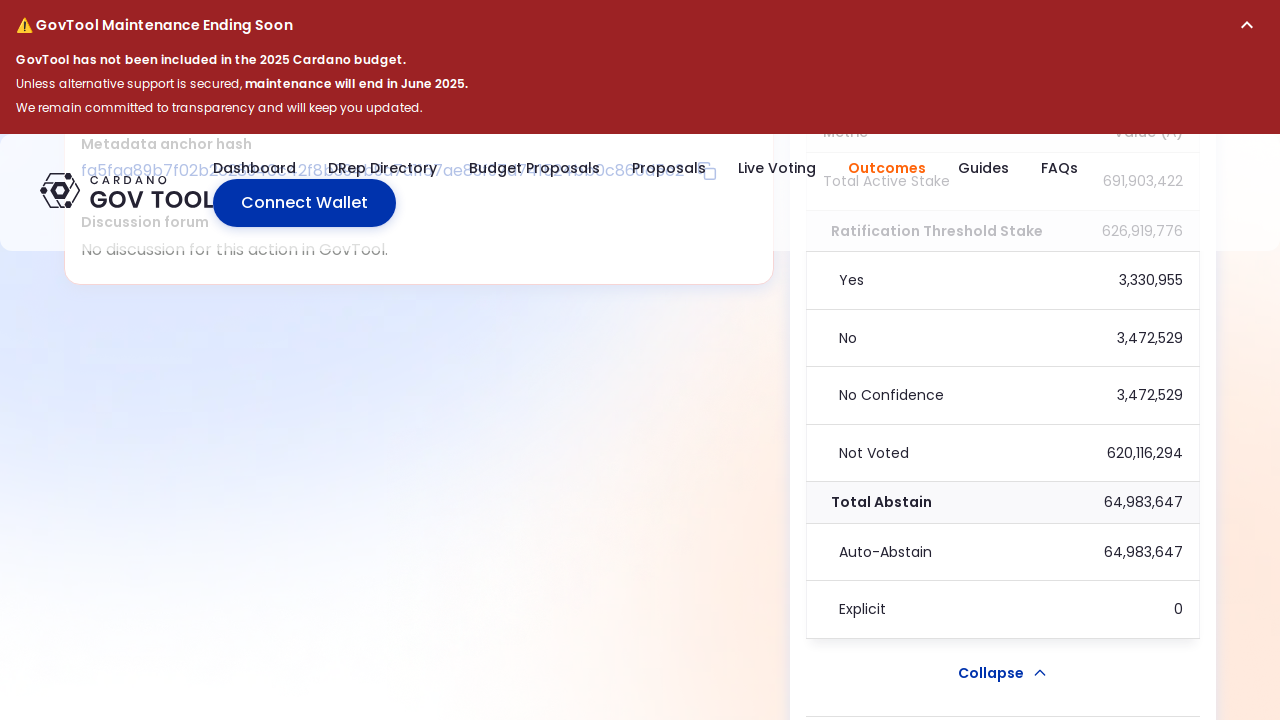 ⚠️ GovTool Maintenance Ending Soon
GovTool has not been included in the 2025 Cardano budget.
Unless alternative support is secured, maintenance will end in June 2025.
We remain committed to transparency and will keep you updated.
CARDANO
GOV TOOL
Dashboard
DRep Directory
Budget Proposals
Proposals
Live Voting
Outcomes
Guides
FAQs
Connect Wallet
Metadata anchor hash
Discussion forum
No discussion for this action in GovTool.
Metric Value (₳)
Total Active Stake 691,903,422
Ratification Threshold Stake 626,919,776
Yes 3,330,955
No 3,472,529
No Confidence 3,472,529
Not Voted 620,116,294
Total Abstain 64,983,647
Auto-Abstain 64,983,647
Explicit 0
Collapse